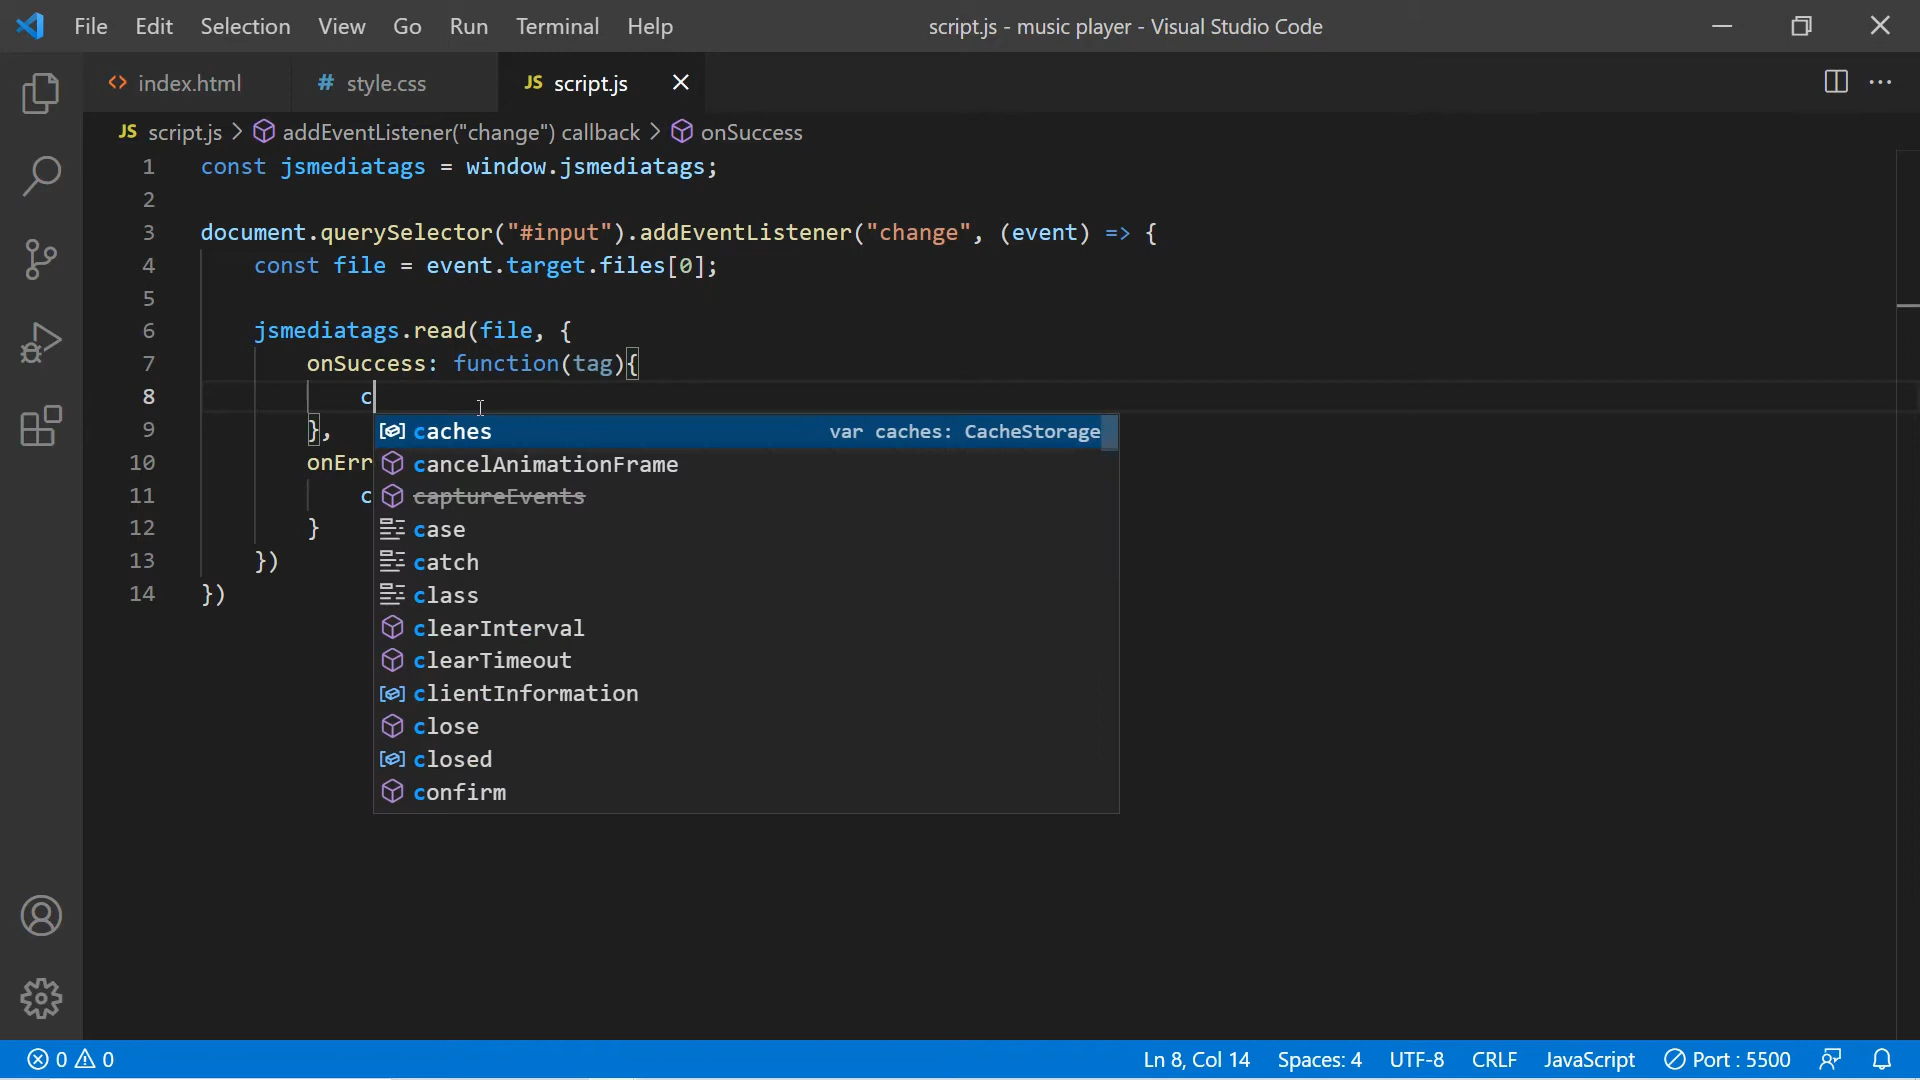 File Edit Selection View Go Run Terminal Help script.js - music player - Visual Studio Code
<> index.html # style.css JS script.js
JS script.js > addEventListener("change") callback > onSuccess
1 const jsmediatags = window.jsmediatags;
2
3 document.querySelector("#input").addEventListener("change", (event) => {
4 const file = event.target.files[0];
5
6 jsmediatags.read(file, {
7 onSuccess: function(tag){
8 c
9 },
caches var caches: CacheStorage
10 onErr
cancelAnimationFrame
11 c
captureEvents
12 }
case
13 })
catch
14 })
class
clearInterval
clearTimeout
clientInformation
close
closed
confirm
0 0 Ln 8, Col 14 Spaces: 4 UTF-8 CRLF JavaScript Port : 5500